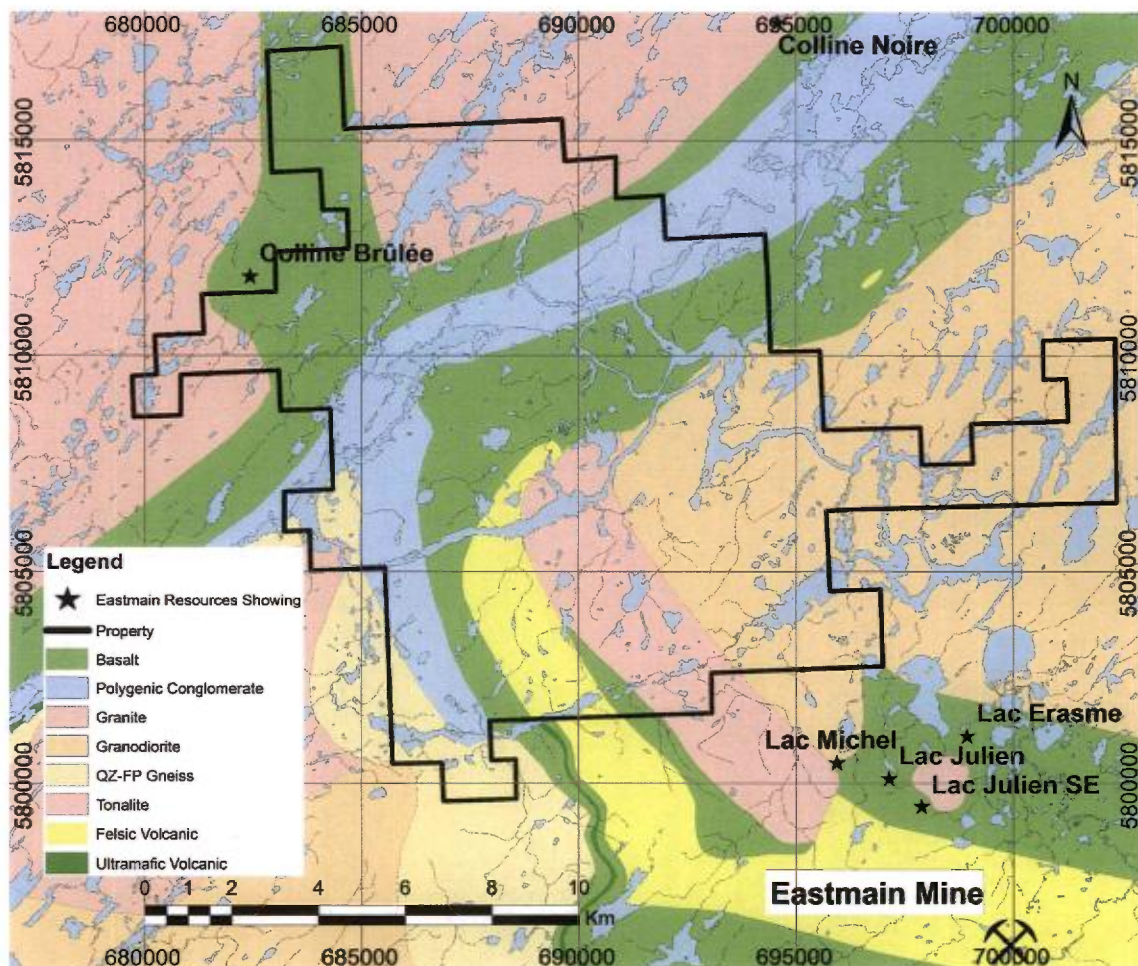 680000 685000 690000 695000 700000
Colline Noire
N
5815000 5815000
Colline Brûlée
5810000 5810000
5805000 5805000
Legend
Eastmain Resources Showing
Property
Basalt
Polygenic Conglomerate
Granite
Granodiorite
QZ-FP Gneiss
Tonalite
Felsic Volcanic
Ultramafic Volcanic
Lac Erasme
Lac Michel
Lac Julien
Lac Julien SE
5800000 5800000
0 1 2 4 6 8 10
Km
Eastmain Mine
680000 685000 690000 695000 700000